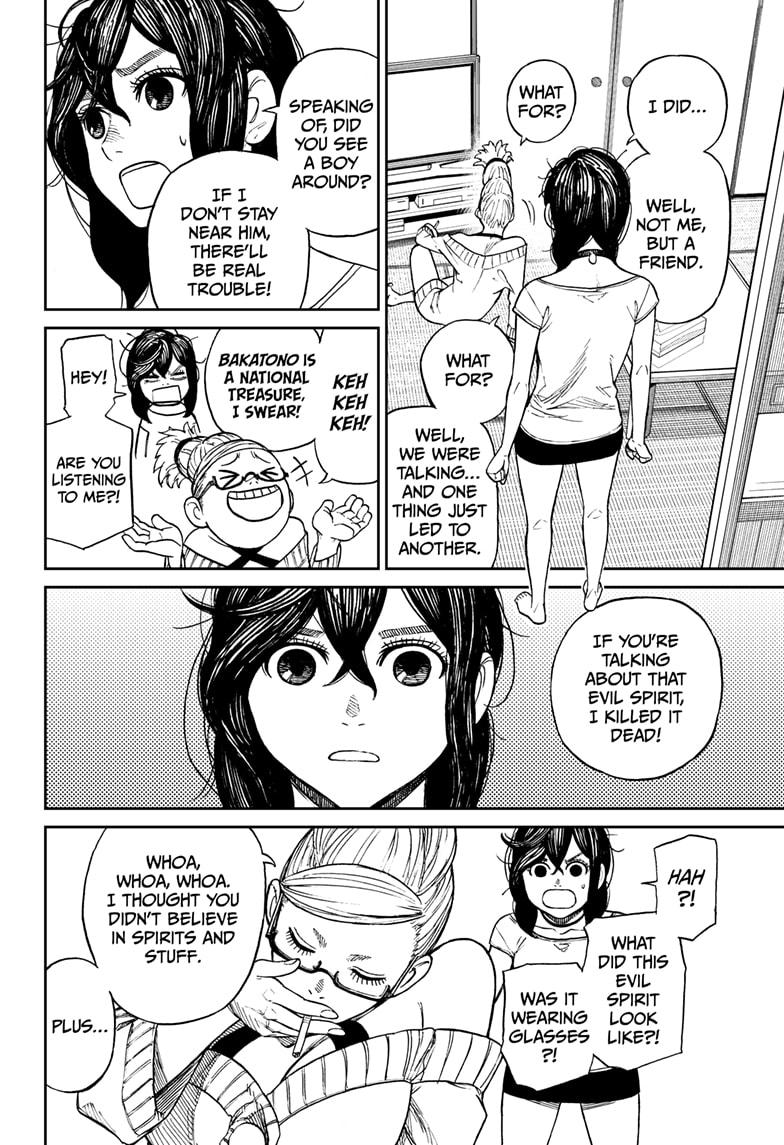 I DID...
WELL,
NOT ME,
BUT A
FRIEND.
WHAT
FOR?
WHAT
FOR?
WELL,
WE WERE
TALKING...
AND ONE
THING JUST
LED TO
ANOTHER.
SPEAKING
OF, DID
YOU SEE
A BOY
AROUND?
IF I
DON'T STAY
NEAR HIM,
THERE'LL
BE REAL
TROUBLE!
KEH
KEH
KEH!
BAKATONO IS
A NATIONAL
TREASURE,
I SWEAR!
HEY!
ARE YOU
LISTENING
TO ME?!
IF YOU'RE
TALKING
ABOUT THAT
EVIL SPIRIT,
I KILLED IT
DEAD!
HAH
?!
WHAT
DID THIS
EVIL
SPIRIT
LOOK
LIKE?!
WAS IT
WEARING
GLASSES
?!
WHOA,
WHOA, WHOA.
I THOUGHT YOU
DIDN'T BELIEVE
IN SPIRITS AND
STUFF.
PLUS...